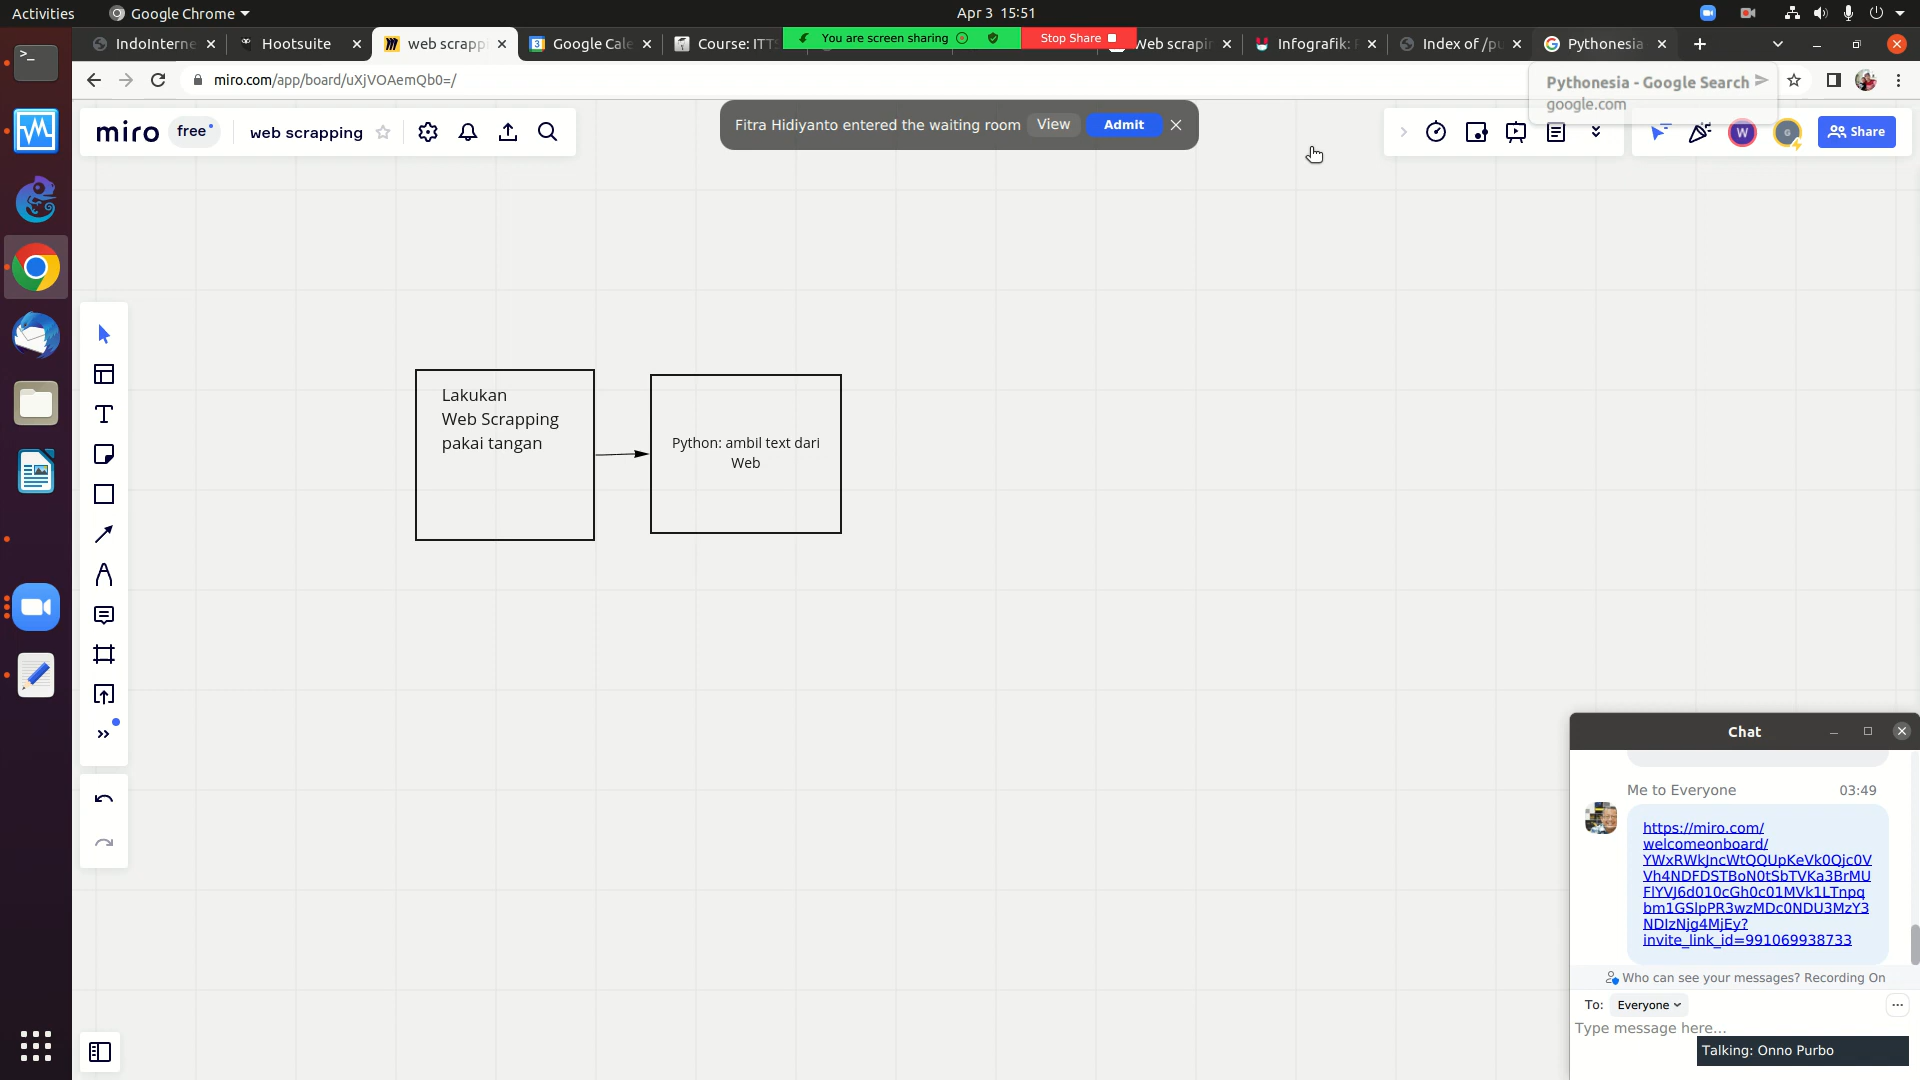 Activities
Google Chrome
Apr 3 15:51
IndoInterne
Hootsuite
web scrapp
Google Cale
Course: ITTS
You are screen sharing
Stop Share
Web scrapin
Infografik: F
Index of /pu
Pythonesia
miro.com/app/board/uXjVOAemQb0=/
Pythonesia - Google Search
google.com
miro
free
web scrapping
Fitra Hidiyanto entered the waiting room
View
Admit
W
G
Share
Lakukan
Web Scrapping
pakai tangan
Python: ambil text dari
Web
Chat
Me to Everyone
03:49
https://miro.com/
welcomeonboard/
YWxRWkJncWtQQUpKeVk0Qjc0V
Vh4NDFDSTBoN0tSbTVKa3BrMU
FlYVJ6d010cGh0c01MVk1LTnpq
bm1GSlpPR3wzMDc0NDU3MzY3
NDIzNjg4MjEy?
invite_link_id=991069938733
Who can see your messages? Recording On
To: Everyone
Type message here...
Talking: Onno Purbo